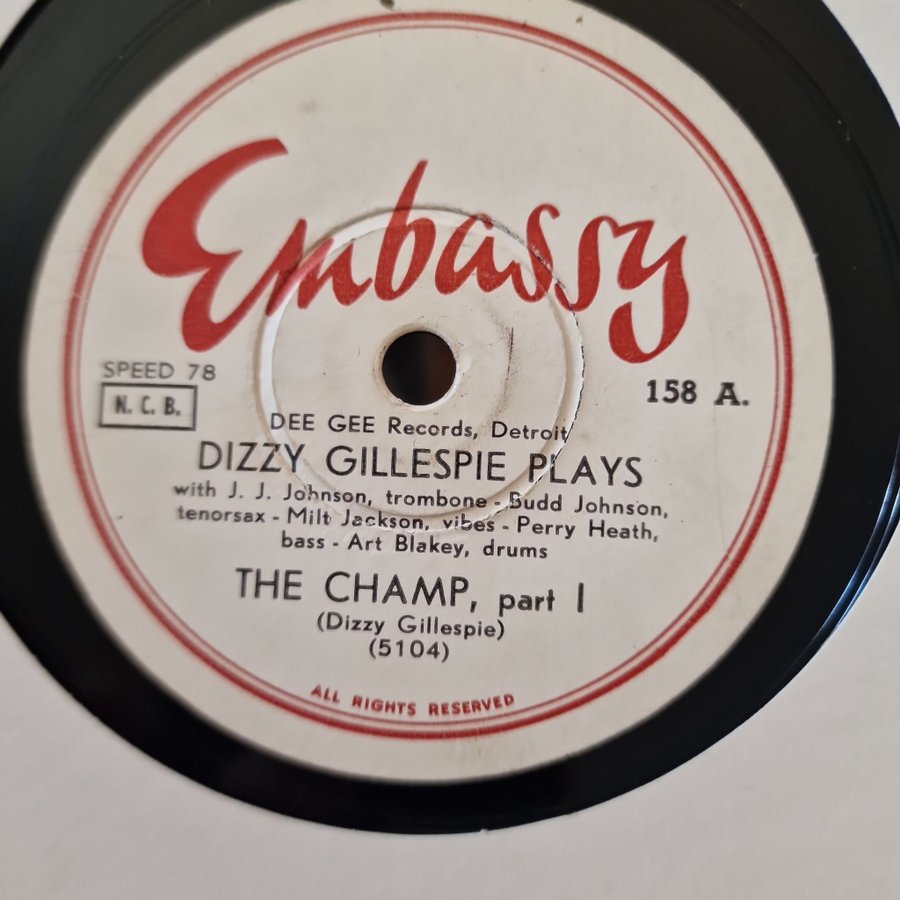 Embassy
SPEED 78
N. C. B.
158 A.
DEE GEE Records, Detroit
DIZZY GILLESPIE PLAYS
with J. J. Johnson, trombone - Budd Johnson,
tenorsax - Milt Jackson, vibes - Perry Heath,
bass - Art Blakey, drums
THE CHAMP, part I
(Dizzy Gillespie)
(5104)
ALL RIGHTS RESERVED